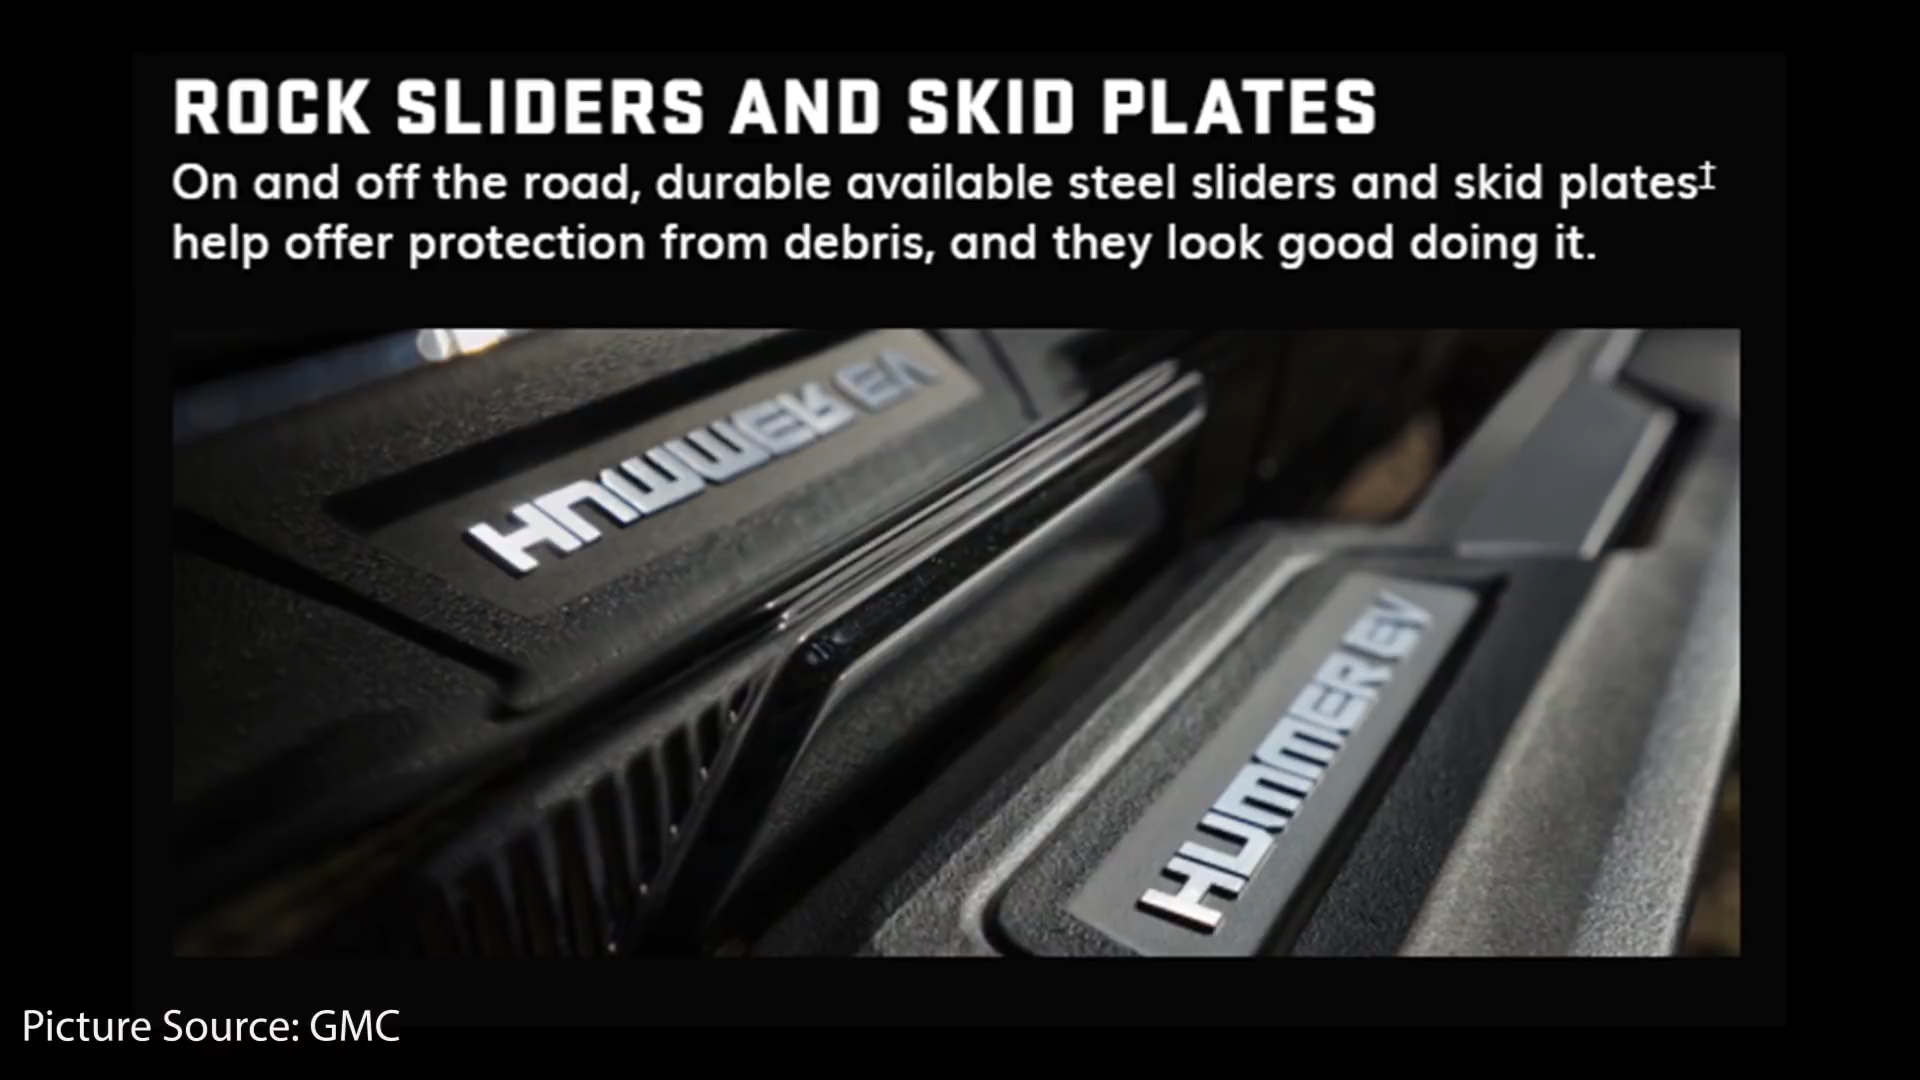 ROCK SLIDERS AND SKID PLATES
On and off the road, durable available steel sliders and skid plates‡
help offer protection from debris, and they look good doing it.
HUMMER EV
HUMMER EV
Picture Source: GMC